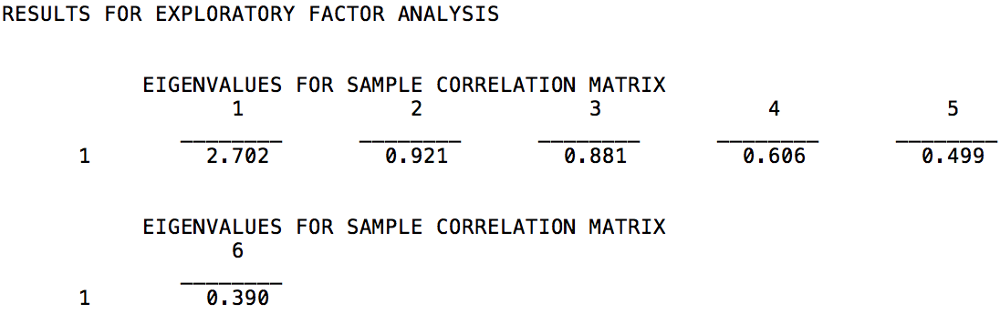 RESULTS FOR EXPLORATORY FACTOR ANALYSIS
EIGENVALUES FOR SAMPLE CORRELATION MATRIX
1 2 3 4 5
________ ________ ________ ________ ________
1 2.702 0.921 0.881 0.606 0.499
EIGENVALUES FOR SAMPLE CORRELATION MATRIX
6
________
1 0.390